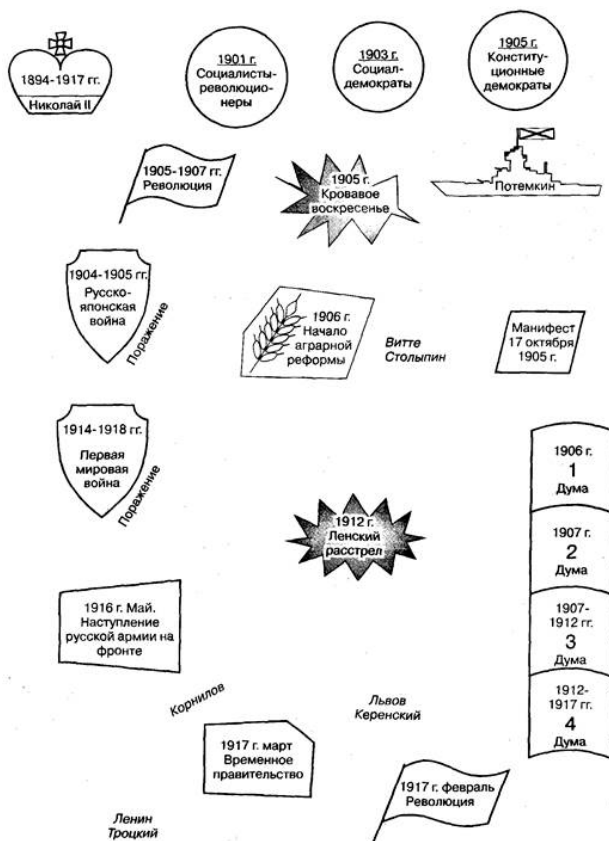 1894-1917 гг.
Николай II
1901 г.
Социалисты-
революцио-
неры
1903 г.
Социал-
демократы
1905 г.
Конститу-
ционные
демократы
1905-1907 гг.
Революция
1905 г.
Кровавое
воскресенье
Потемкин
1904-1905 гг.
Русско-
японская
война
Поражение
1906 г.
Начало
аграрной
реформы
Витте
Столыпин
Манифест
17 октября
1905 г.
1914-1918 гг.
Первая
мировая
война
Поражение
1912 г.
Ленский
расстрел
1906 г.
1
Дума
1907 г.
2
Дума
1907-
1912 гг.
3
Дума
1912-
1917 гг.
4
Дума
1916 г. Май.
Наступление
русской армии на
фронте
Корнилов
Львов
Керенский
1917 г. март
Временное
правительство
1917 г. февраль
Революция
Ленин
Троцкий